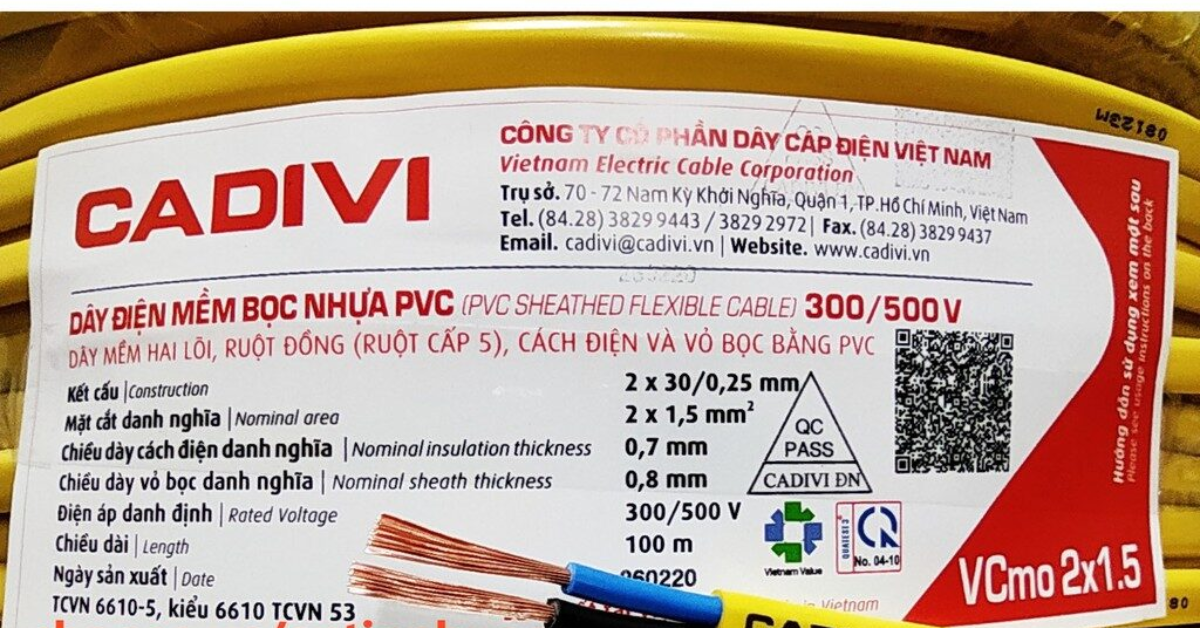 08123M
CADIVI
CÔNG TY CỔ PHẦN DÂY CÁP ĐIỆN VIỆT NAM
Vietnam Electric Cable Corporation
Trụ sở. 70 - 72 Nam Kỳ Khởi Nghĩa, Quận 1, TP.Hồ Chí Minh, Việt Nam
Tel. (84.28) 3829 9443 / 3829 2972 | Fax. (84.28) 3829 9437
Email. cadivi@cadivi.vn | Website. www.cadivi.vn
260220
DÂY ĐIỆN MỀM BỌC NHỰA PVC (PVC SHEATHED FLEXIBLE CABLE) 300/500 V
DÂY MỀM HAI LÕI, RUỘT ĐỒNG (RUỘT CẤP 5), CÁCH ĐIỆN VÀ VỎ BỌC BẰNG PVC
Kết cấu | Construction 2 x 30/0,25 mm
Mặt cắt danh nghĩa | Nominal area 2 x 1,5 mm²
Chiều dày cách điện danh nghĩa | Nominal insulation thickness 0,7 mm
Chiều dày vỏ bọc danh nghĩa | Nominal sheath thickness 0,8 mm
Điện áp danh định | Rated Voltage 300/500 V
Chiều dài | Length 100 m
Ngày sản xuất | Date 260220
TCVN 6610-5, kiểu 6610 TCVN 53
QC
PASS
CADIVI ĐN
Vietnam Value
QUATEST 3
No. 04-10
Vietnam
VCmo 2x1.5
Hướng dẫn sử dụng xem mặt sau
Please see usage instructions on the back
80